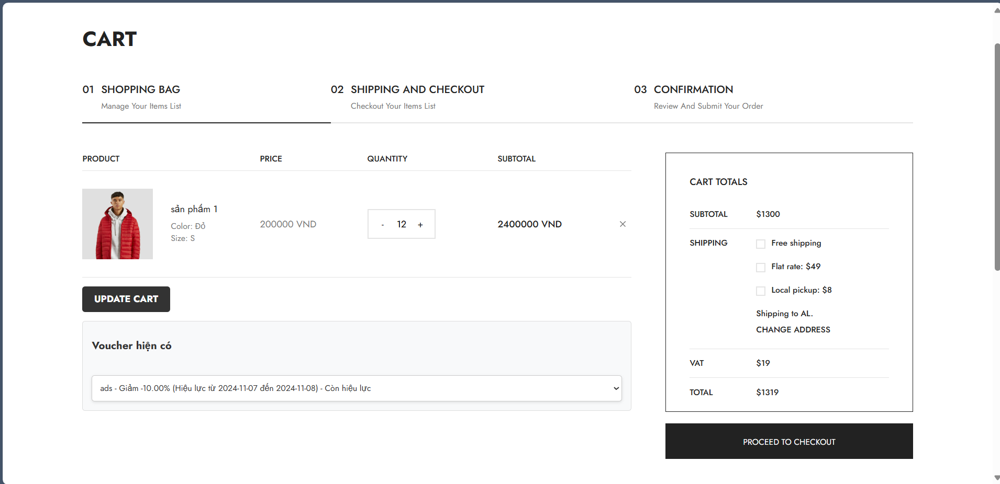 CART
01 SHOPPING BAG
Manage Your Items List
02 SHIPPING AND CHECKOUT
Checkout Your Items List
03 CONFIRMATION
Review And Submit Your Order
PRODUCT PRICE QUANTITY SUBTOTAL
sản phẩm 1
Color: Đỏ
Size: S
200000 VND
- 12 +
2400000 VND
×
UPDATE CART
Voucher hiện có
ads - Giảm -10.00% (Hiệu lực từ 2024-11-07 đến 2024-11-08) - Còn hiệu lực
CART TOTALS
SUBTOTAL $1300
SHIPPING Free shipping
Flat rate: $49
Local pickup: $8
Shipping to AL.
CHANGE ADDRESS
VAT $19
TOTAL $1319
PROCEED TO CHECKOUT